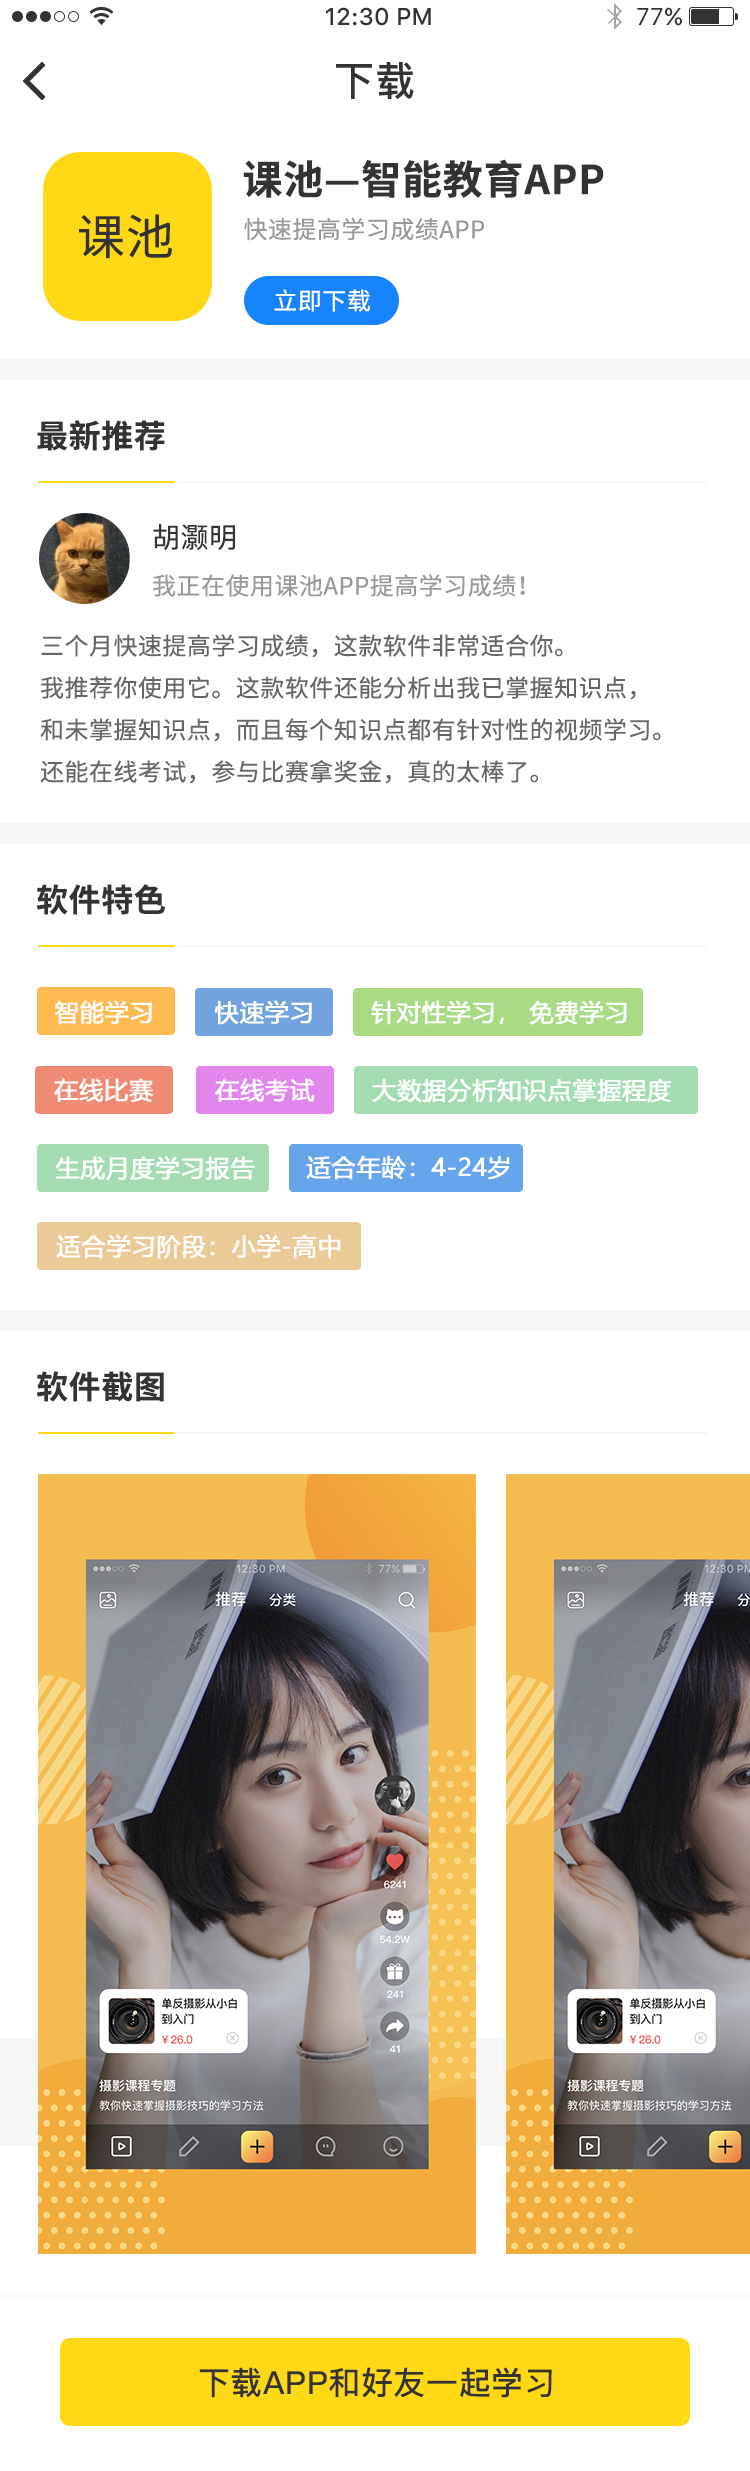 12:30 PM
77%
下载
课池
课池—智能教育APP
快速提高学习成绩APP
立即下载
最新推荐
胡灏明
我正在使用课池APP提高学习成绩！
三个月快速提高学习成绩，这款软件非常适合你。
我推荐你使用它。这款软件还能分析出我已掌握知识点，
和未掌握知识点，而且每个知识点都有针对性的视频学习。
还能在线考试，参与比赛拿奖金，真的太棒了。
软件特色
智能学习
快速学习
针对性学习， 免费学习
在线比赛
在线考试
大数据分析知识点掌握程度
生成月度学习报告
适合年龄：4-24岁
适合学习阶段：小学-高中
软件截图
12:30 PM
77%
推荐 分类
6241
54.2W
241
41
单反摄影从小白
到入门
¥26.0
摄影课程专题
教你快速掌握摄影技巧的学习方法
12:30 PM
推荐 分
单反摄影从小白
到入门
¥26.0
摄影课程专题
教你快速掌握摄影技巧的学习方法
下载APP和好友一起学习